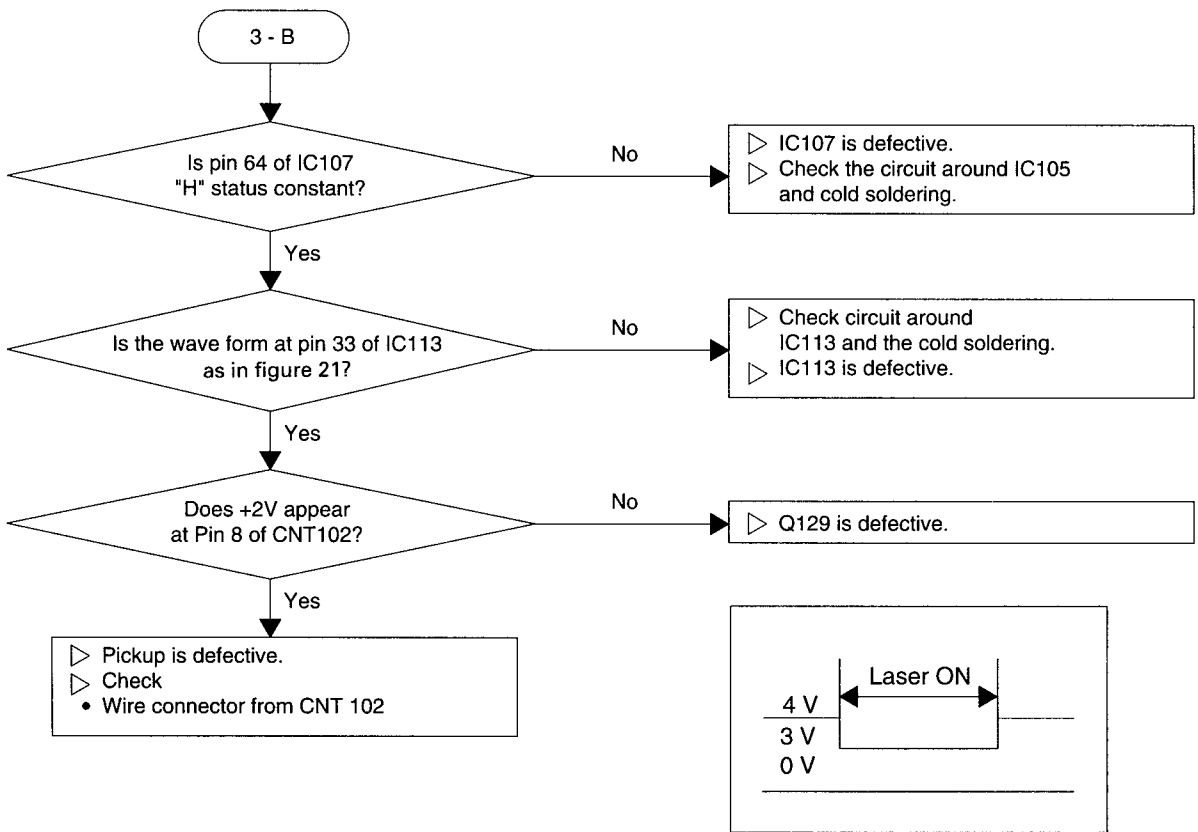 3 - B
Is pin 64 of IC107
"H" status constant?
No
▷ IC107 is defective.
▷ Check the circuit around IC105
and cold soldering.
Yes
Is the wave form at pin 33 of IC113
as in figure 21?
No
▷ Check circuit around
IC113 and the cold soldering.
▷ IC113 is defective.
Yes
Does +2V appear
at Pin 8 of CNT102?
No
▷ Q129 is defective.
Yes
▷ Pickup is defective.
▷ Check
• Wire connector from CNT 102
Laser ON
4 V
3 V
0 V